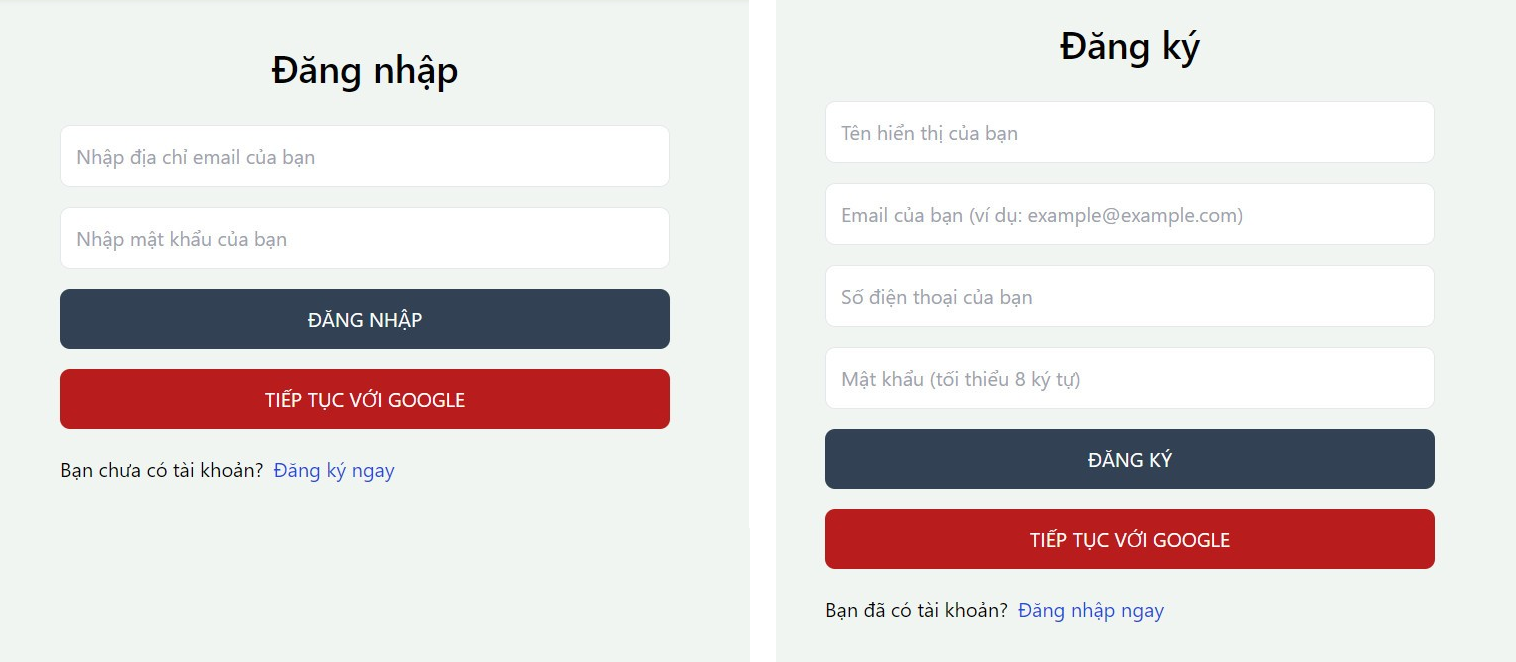 Đăng nhập
Nhập địa chỉ email của bạn
Nhập mật khẩu của bạn
ĐĂNG NHẬP
TIẾP TỤC VỚI GOOGLE
Bạn chưa có tài khoản? Đăng ký ngay
Đăng ký
Tên hiển thị của bạn
Email của bạn (ví dụ: example@example.com)
Số điện thoại của bạn
Mật khẩu (tối thiểu 8 ký tự)
ĐĂNG KÝ
TIẾP TỤC VỚI GOOGLE
Bạn đã có tài khoản? Đăng nhập ngay